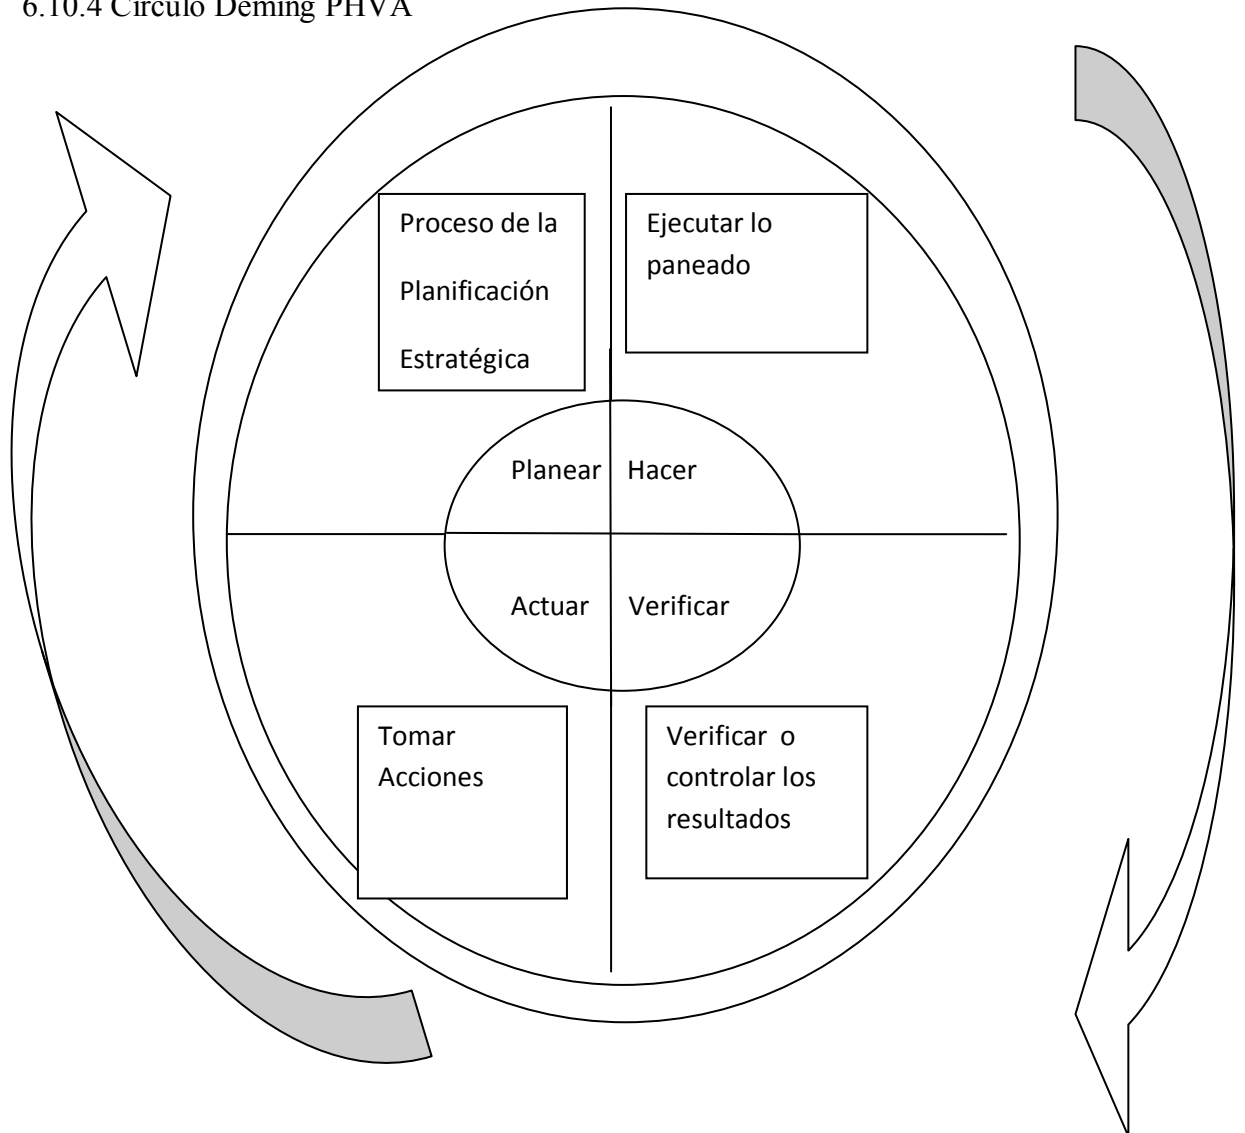 6.10.4 Círculo Deming PHVA
Proceso de la
Planificación
Estratégica
Ejecutar lo
paneado
Planear
Hacer
Actuar
Verificar
Tomar
Acciones
Verificar o
controlar los
resultados